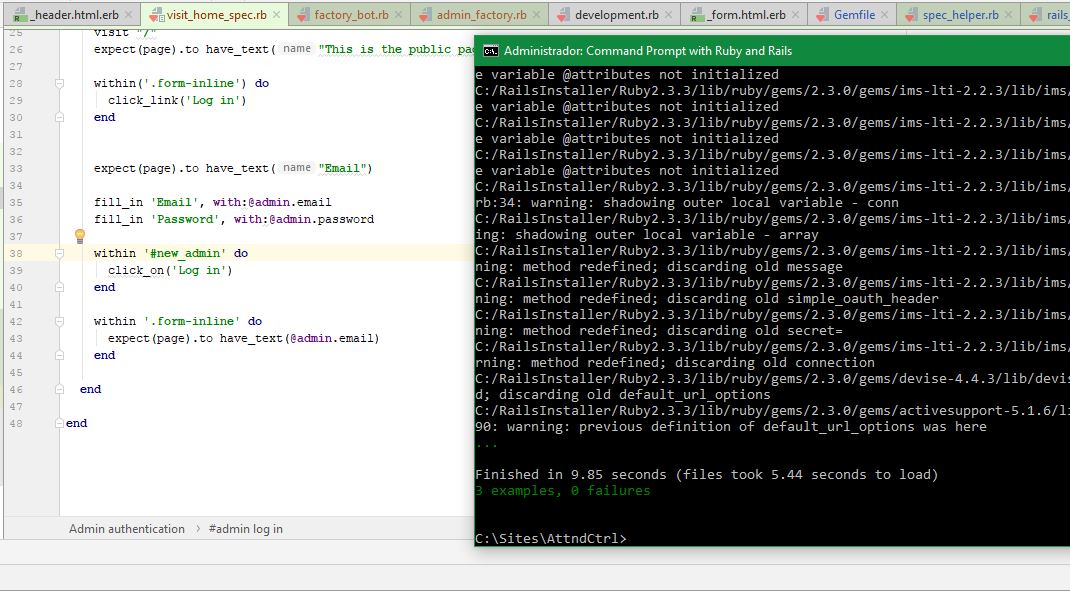 _header.html.erb visit_home_spec.rb factory_bot.rb admin_factory.rb development.rb _form.html.erb Gemfile spec_helper.rb rails_
25 visit "/"
26 expect(page).to have_text( name "This is the public pag
27
28 within('.form-inline') do
29 click_link('Log in')
30 end
31
32
33 expect(page).to have_text( name "Email")
34
35 fill_in 'Email', with:@admin.email
36 fill_in 'Password', with:@admin.password
37
38 within '#new_admin' do
39 click_on('Log in')
40 end
41
42 within '.form-inline' do
43 expect(page).to have_text(@admin.email)
44 end
45
46 end
47
48 end
Admin authentication › #admin log in
Administrador: Command Prompt with Ruby and Rails
e variable @attributes not initialized
C:/RailsInstaller/Ruby2.3.3/lib/ruby/gems/2.3.0/gems/ims-lti-2.2.3/lib/ims/
e variable @attributes not initialized
C:/RailsInstaller/Ruby2.3.3/lib/ruby/gems/2.3.0/gems/ims-lti-2.2.3/lib/ims/
e variable @attributes not initialized
C:/RailsInstaller/Ruby2.3.3/lib/ruby/gems/2.3.0/gems/ims-lti-2.2.3/lib/ims/
e variable @attributes not initialized
C:/RailsInstaller/Ruby2.3.3/lib/ruby/gems/2.3.0/gems/ims-lti-2.2.3/lib/ims/
rb:34: warning: shadowing outer local variable - conn
C:/RailsInstaller/Ruby2.3.3/lib/ruby/gems/2.3.0/gems/ims-lti-2.2.3/lib/ims/
ing: shadowing outer local variable - array
C:/RailsInstaller/Ruby2.3.3/lib/ruby/gems/2.3.0/gems/ims-lti-2.2.3/lib/ims/
ning: method redefined; discarding old message
C:/RailsInstaller/Ruby2.3.3/lib/ruby/gems/2.3.0/gems/ims-lti-2.2.3/lib/ims/
ning: method redefined; discarding old simple_oauth_header
C:/RailsInstaller/Ruby2.3.3/lib/ruby/gems/2.3.0/gems/ims-lti-2.2.3/lib/ims/
ning: method redefined; discarding old secret=
C:/RailsInstaller/Ruby2.3.3/lib/ruby/gems/2.3.0/gems/ims-lti-2.2.3/lib/ims/
rning: method redefined; discarding old connection
C:/RailsInstaller/Ruby2.3.3/lib/ruby/gems/2.3.0/gems/devise-4.4.3/lib/devis
d; discarding old default_url_options
C:/RailsInstaller/Ruby2.3.3/lib/ruby/gems/2.3.0/gems/activesupport-5.1.6/li
90: warning: previous definition of default_url_options was here
...
Finished in 9.85 seconds (files took 5.44 seconds to load)
3 examples, 0 failures
C:\Sites\AttndCtrl>